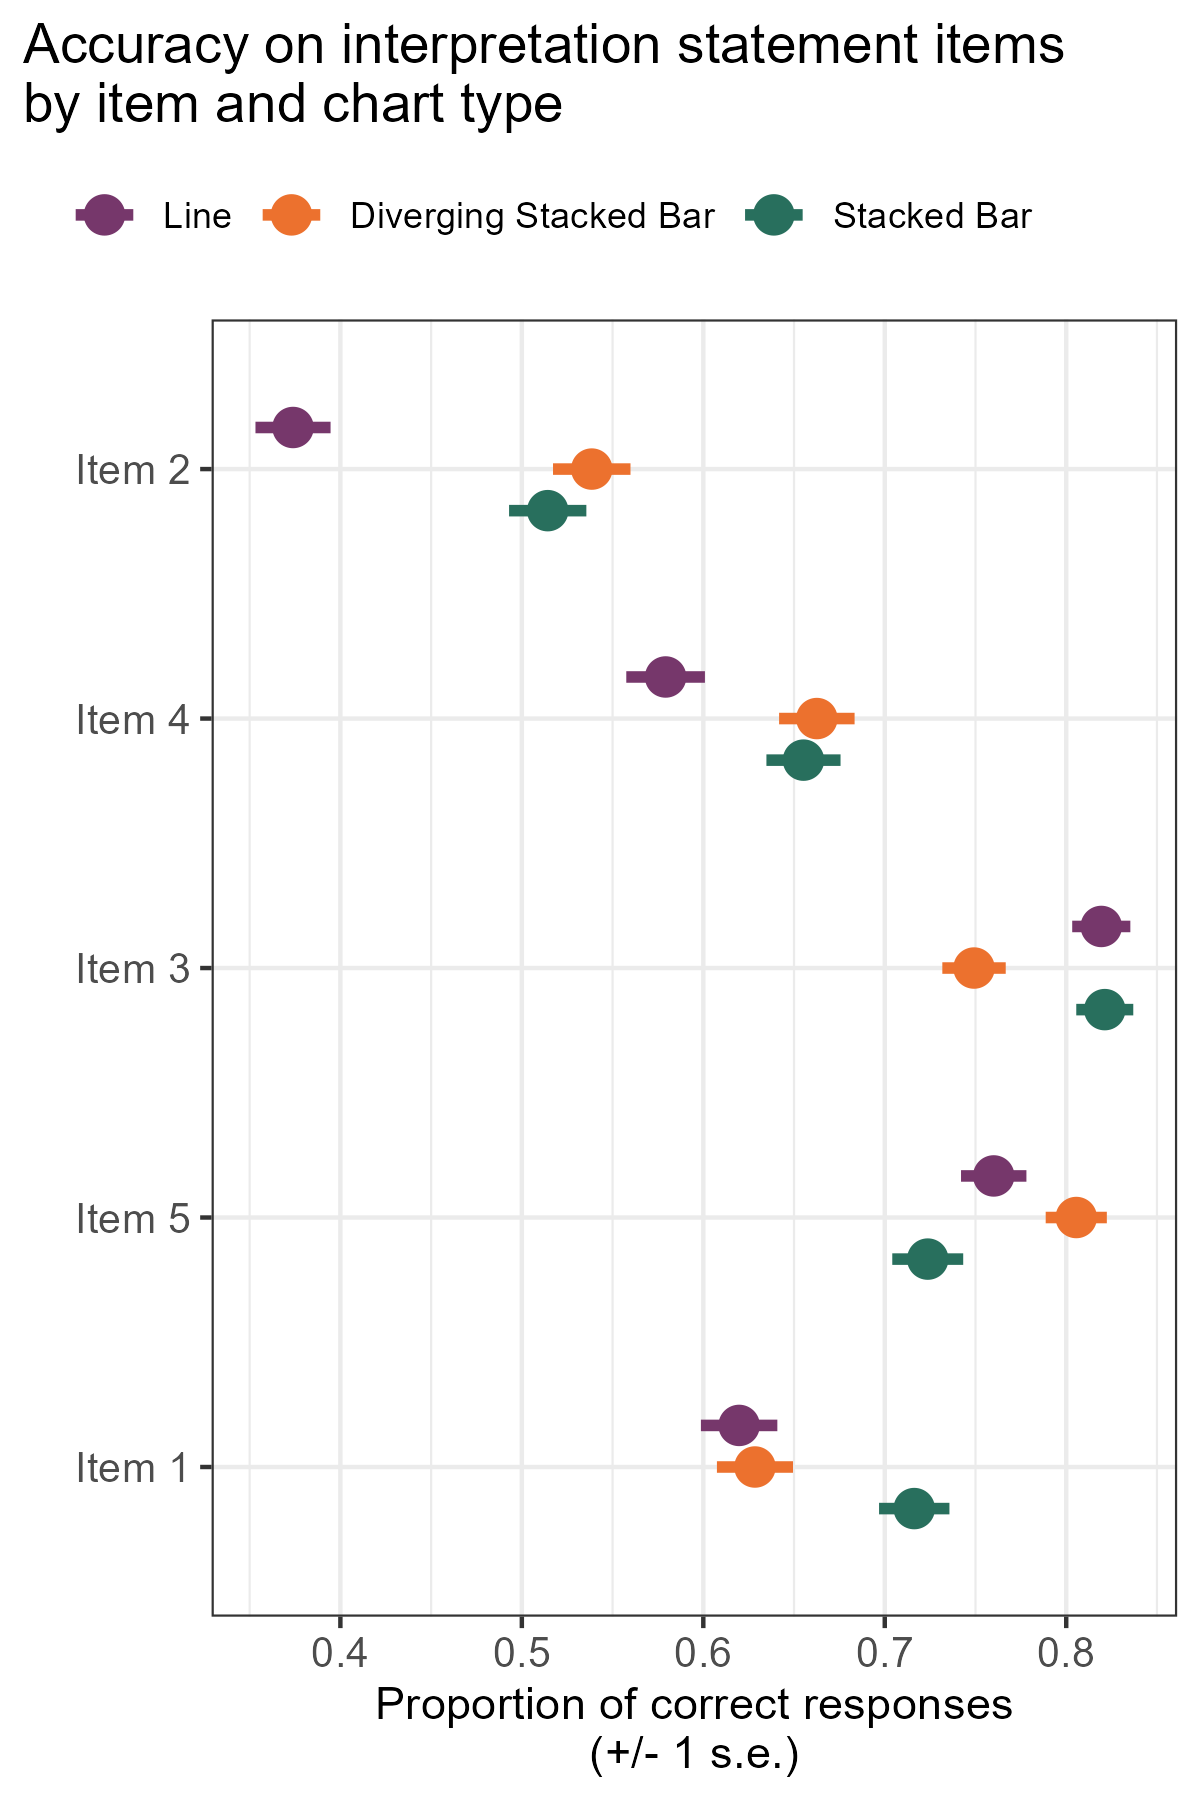 Accuracy on interpretation statement items
by item and chart type
Line Diverging Stacked Bar Stacked Bar
Item 2
Item 4
Item 3
Item 5
Item 1
0.4 0.5 0.6 0.7 0.8
Proportion of correct responses
(+/- 1 s.e.)